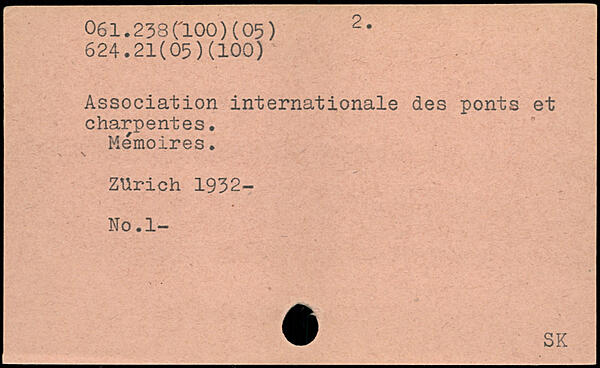 061.238(100)(05) 2.
624.21(05)(100)
Association internationale des ponts et
charpentes.
Mémoires.
Zürich 1932-
No.1-
SK